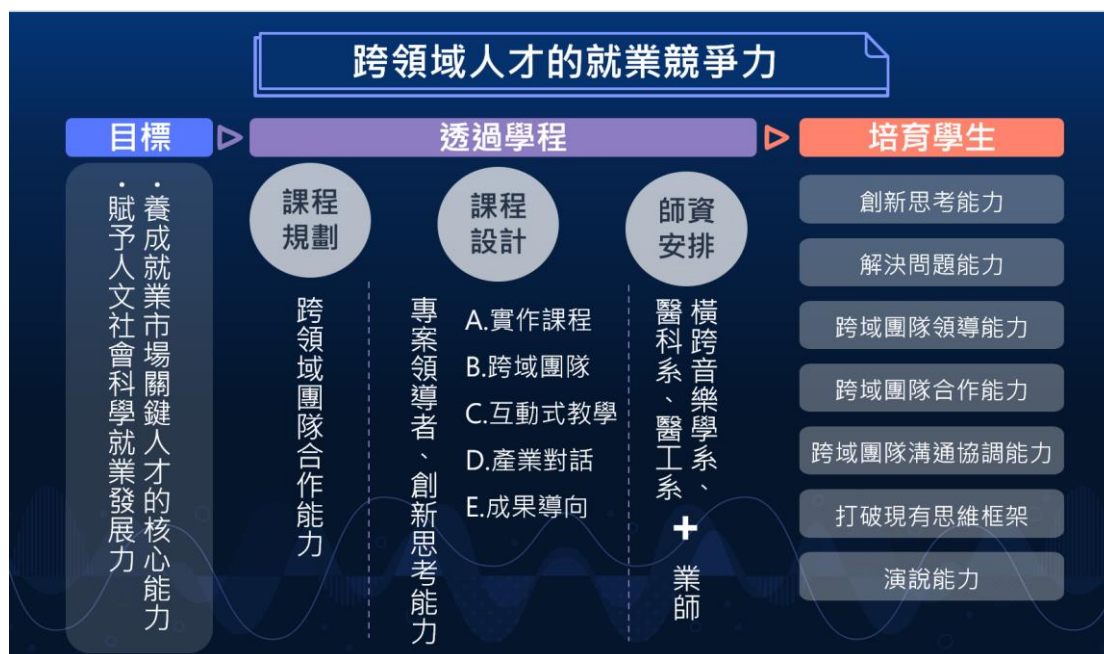 跨領域人才的就業競爭力
目標
透過學程
培育學生
·養成就業市場關鍵人才的核心能力
·賦予人文社會科學就業發展力
課程
規劃
跨領域團隊合作能力
課程
設計
專案領導者、創新思考能力
A.實作課程
B.跨域團隊
C.互動式教學
D.產業對話
E.成果導向
師資
安排
橫跨音樂學系、
醫科系、醫工系
+
業師
創新思考能力
解決問題能力
跨域團隊領導能力
跨域團隊合作能力
跨域團隊溝通協調能力
打破現有思維框架
演說能力